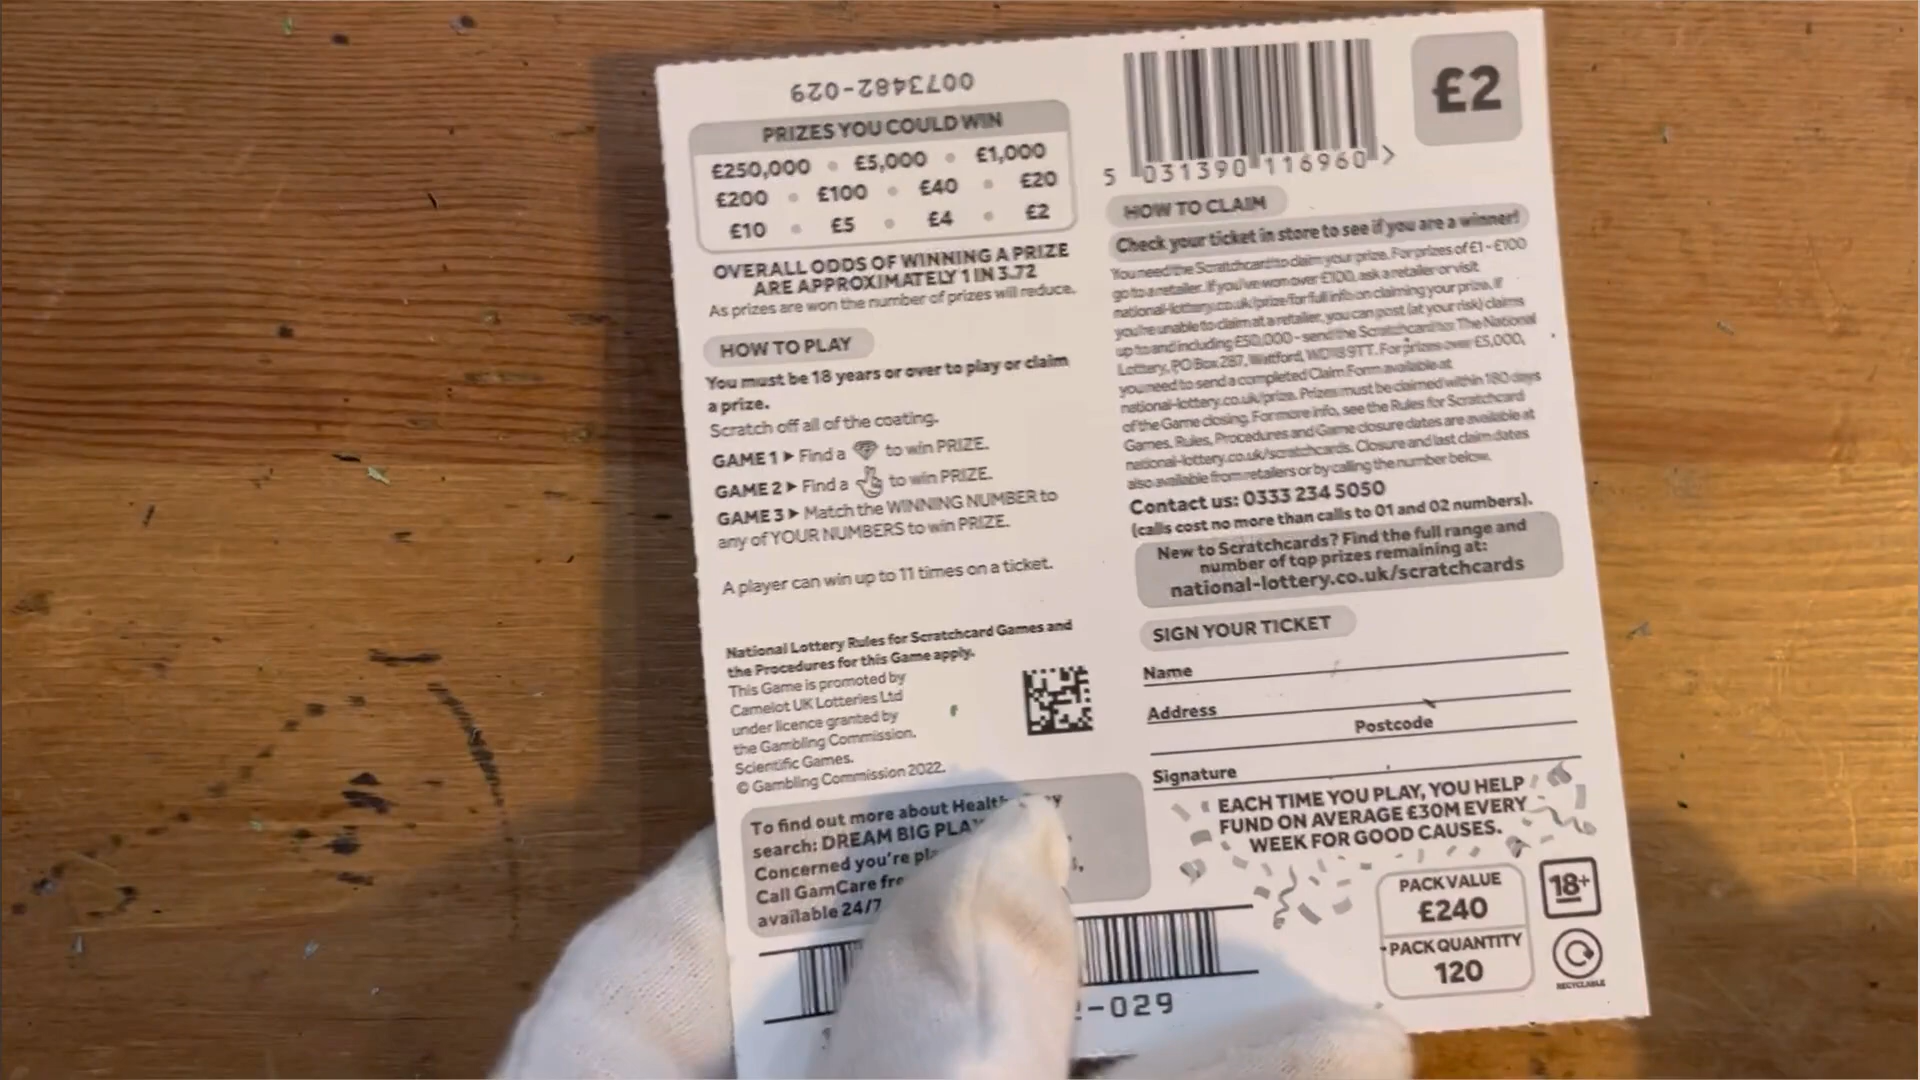 0073482-029
PRIZES YOU COULD WIN
£250,000 • £5,000 • £1,000
£200 • £100 • £40 • £20
£10 • £5 • £4 • £2
OVERALL ODDS OF WINNING A PRIZE
ARE APPROXIMATELY 1 IN 3.72
As prizes are won the number of prizes will reduce.
HOW TO PLAY
You must be 18 years or over to play or claim
a prize.
Scratch off all of the coating.
GAME 1 ► Find a to win PRIZE.
GAME 2 ► Find a to win PRIZE.
GAME 3 ► Match the WINNING NUMBER to
any of YOUR NUMBERS to win PRIZE.
A player can win up to 11 times on a ticket.
National Lottery Rules for Scratchcard Games and
the Procedures for this Game apply.
This Game is promoted by
Camelot UK Lotteries Ltd
under licence granted by
the Gambling Commission.
Scientific Games.
© Gambling Commission 2022.
To find out more about
search: DREAM BIG
Concerned you're
Call GamCare
available 24/7
-029
£2
5 031390 116960 >
HOW TO CLAIM
Check your ticket in store to see if you are a winner!
You need the Scratchcard to claim your prize. For prizes of £1 - £100
go to a retailer. If you've won over £100, ask a retailer or visit
national-lottery.co.uk/prize for full info on claiming your prize. If
you're unable to claim at a retailer, you can post (at your risk) claims
up to and including £50,000 - send the Scratchcard to: The National
Lottery, PO Box 287, Watford, WD18 9TT. For prizes over £5,000,
you need to send a completed Claim Form available at
national-lottery.co.uk/prize. Prizes must be claimed within 180 days
of the Game closing. For more info, see the Rules for Scratchcard
Games. Rules, Procedures and Game closure dates are available at
national-lottery.co.uk/scratchcards. Closure and last claim dates
also available from retailers or by calling the number below.
Contact us: 0333 234 5050
(calls cost no more than calls to 01 and 02 numbers).
New to Scratchcards? Find the full range and
number of top prizes remaining at:
national-lottery.co.uk/scratchcards
SIGN YOUR TICKET
Name
Address
Postcode
Signature
EACH TIME YOU PLAY, YOU HELP
FUND ON AVERAGE £30M EVERY
WEEK FOR GOOD CAUSES.
PACK VALUE
£240
PACK QUANTITY
120
18+
RECYCLABLE